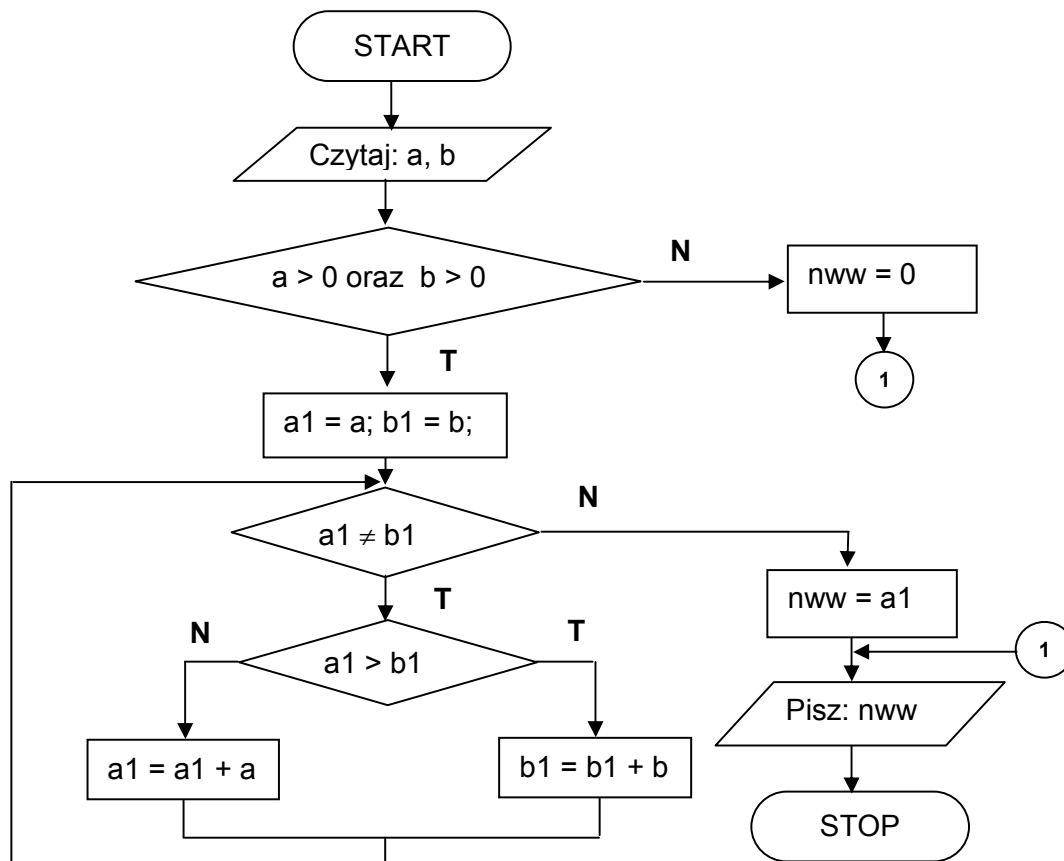 START
Czytaj: a, b
a > 0 oraz b > 0
N
nww = 0
1
T
a1 = a; b1 = b;
a1 ≠ b1
N
T
nww = a1
N
a1 > b1
T
1
Pisz: nww
a1 = a1 + a
b1 = b1 + b
STOP